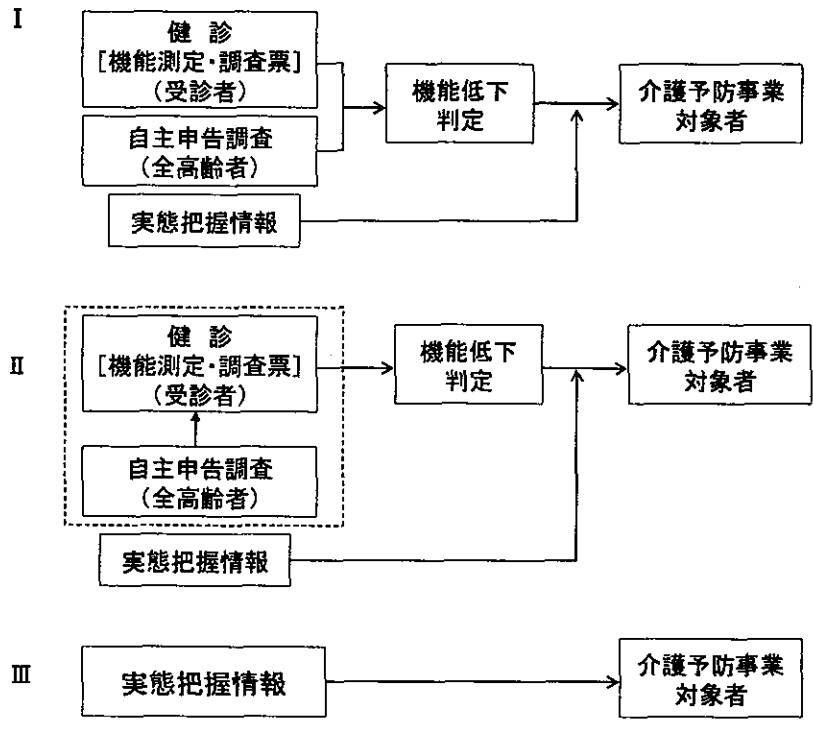 I
健 診
[機能測定・調査票]
(受診者)
自主申告調査
(全高齢者)
実態把握情報
機能低下
判定
介護予防事業
対象者
II
健 診
[機能測定・調査票]
(受診者)
自主申告調査
(全高齢者)
実態把握情報
機能低下
判定
介護予防事業
対象者
III
実態把握情報
介護予防事業
対象者